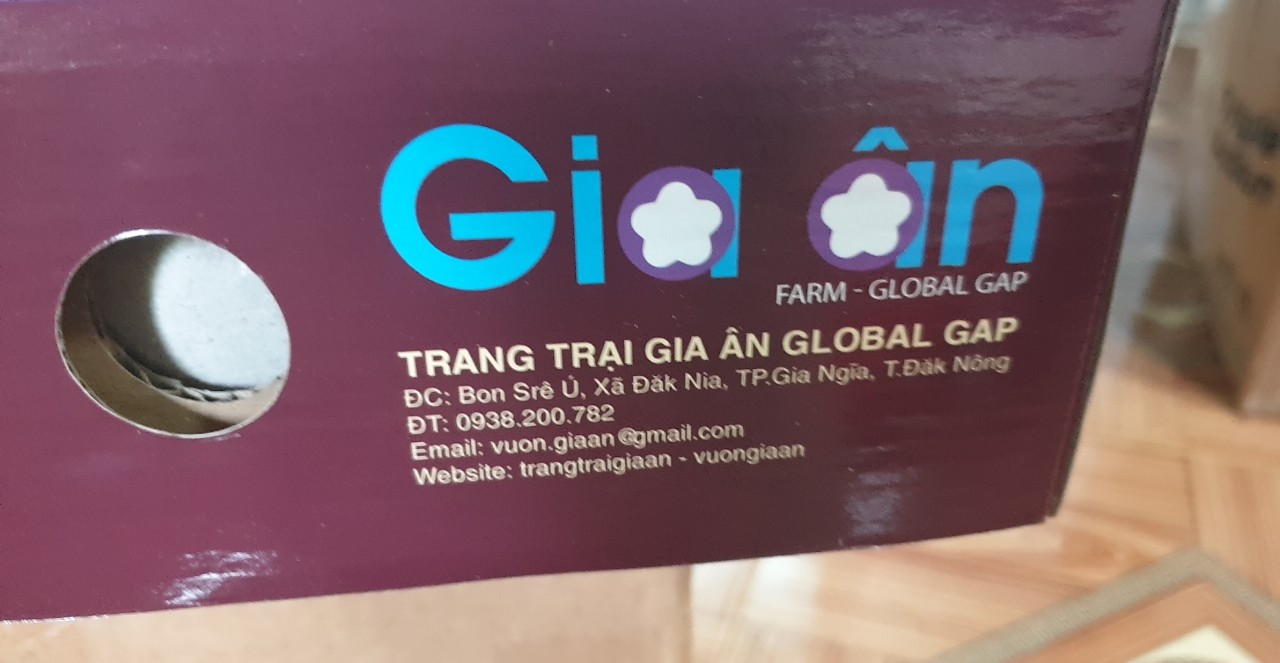 Gia ân
FARM - GLOBAL GAP
TRANG TRẠI GIA ÂN GLOBAL GAP
ĐC: Bon Srê Ủ, Xã Đăk Nia, TP.Gia Ngĩa, T.Đăk Nông
ĐT: 0938.200.782
Email: vuon.giaan@gmail.com
Website: trangtraigiaan - vuongiaan